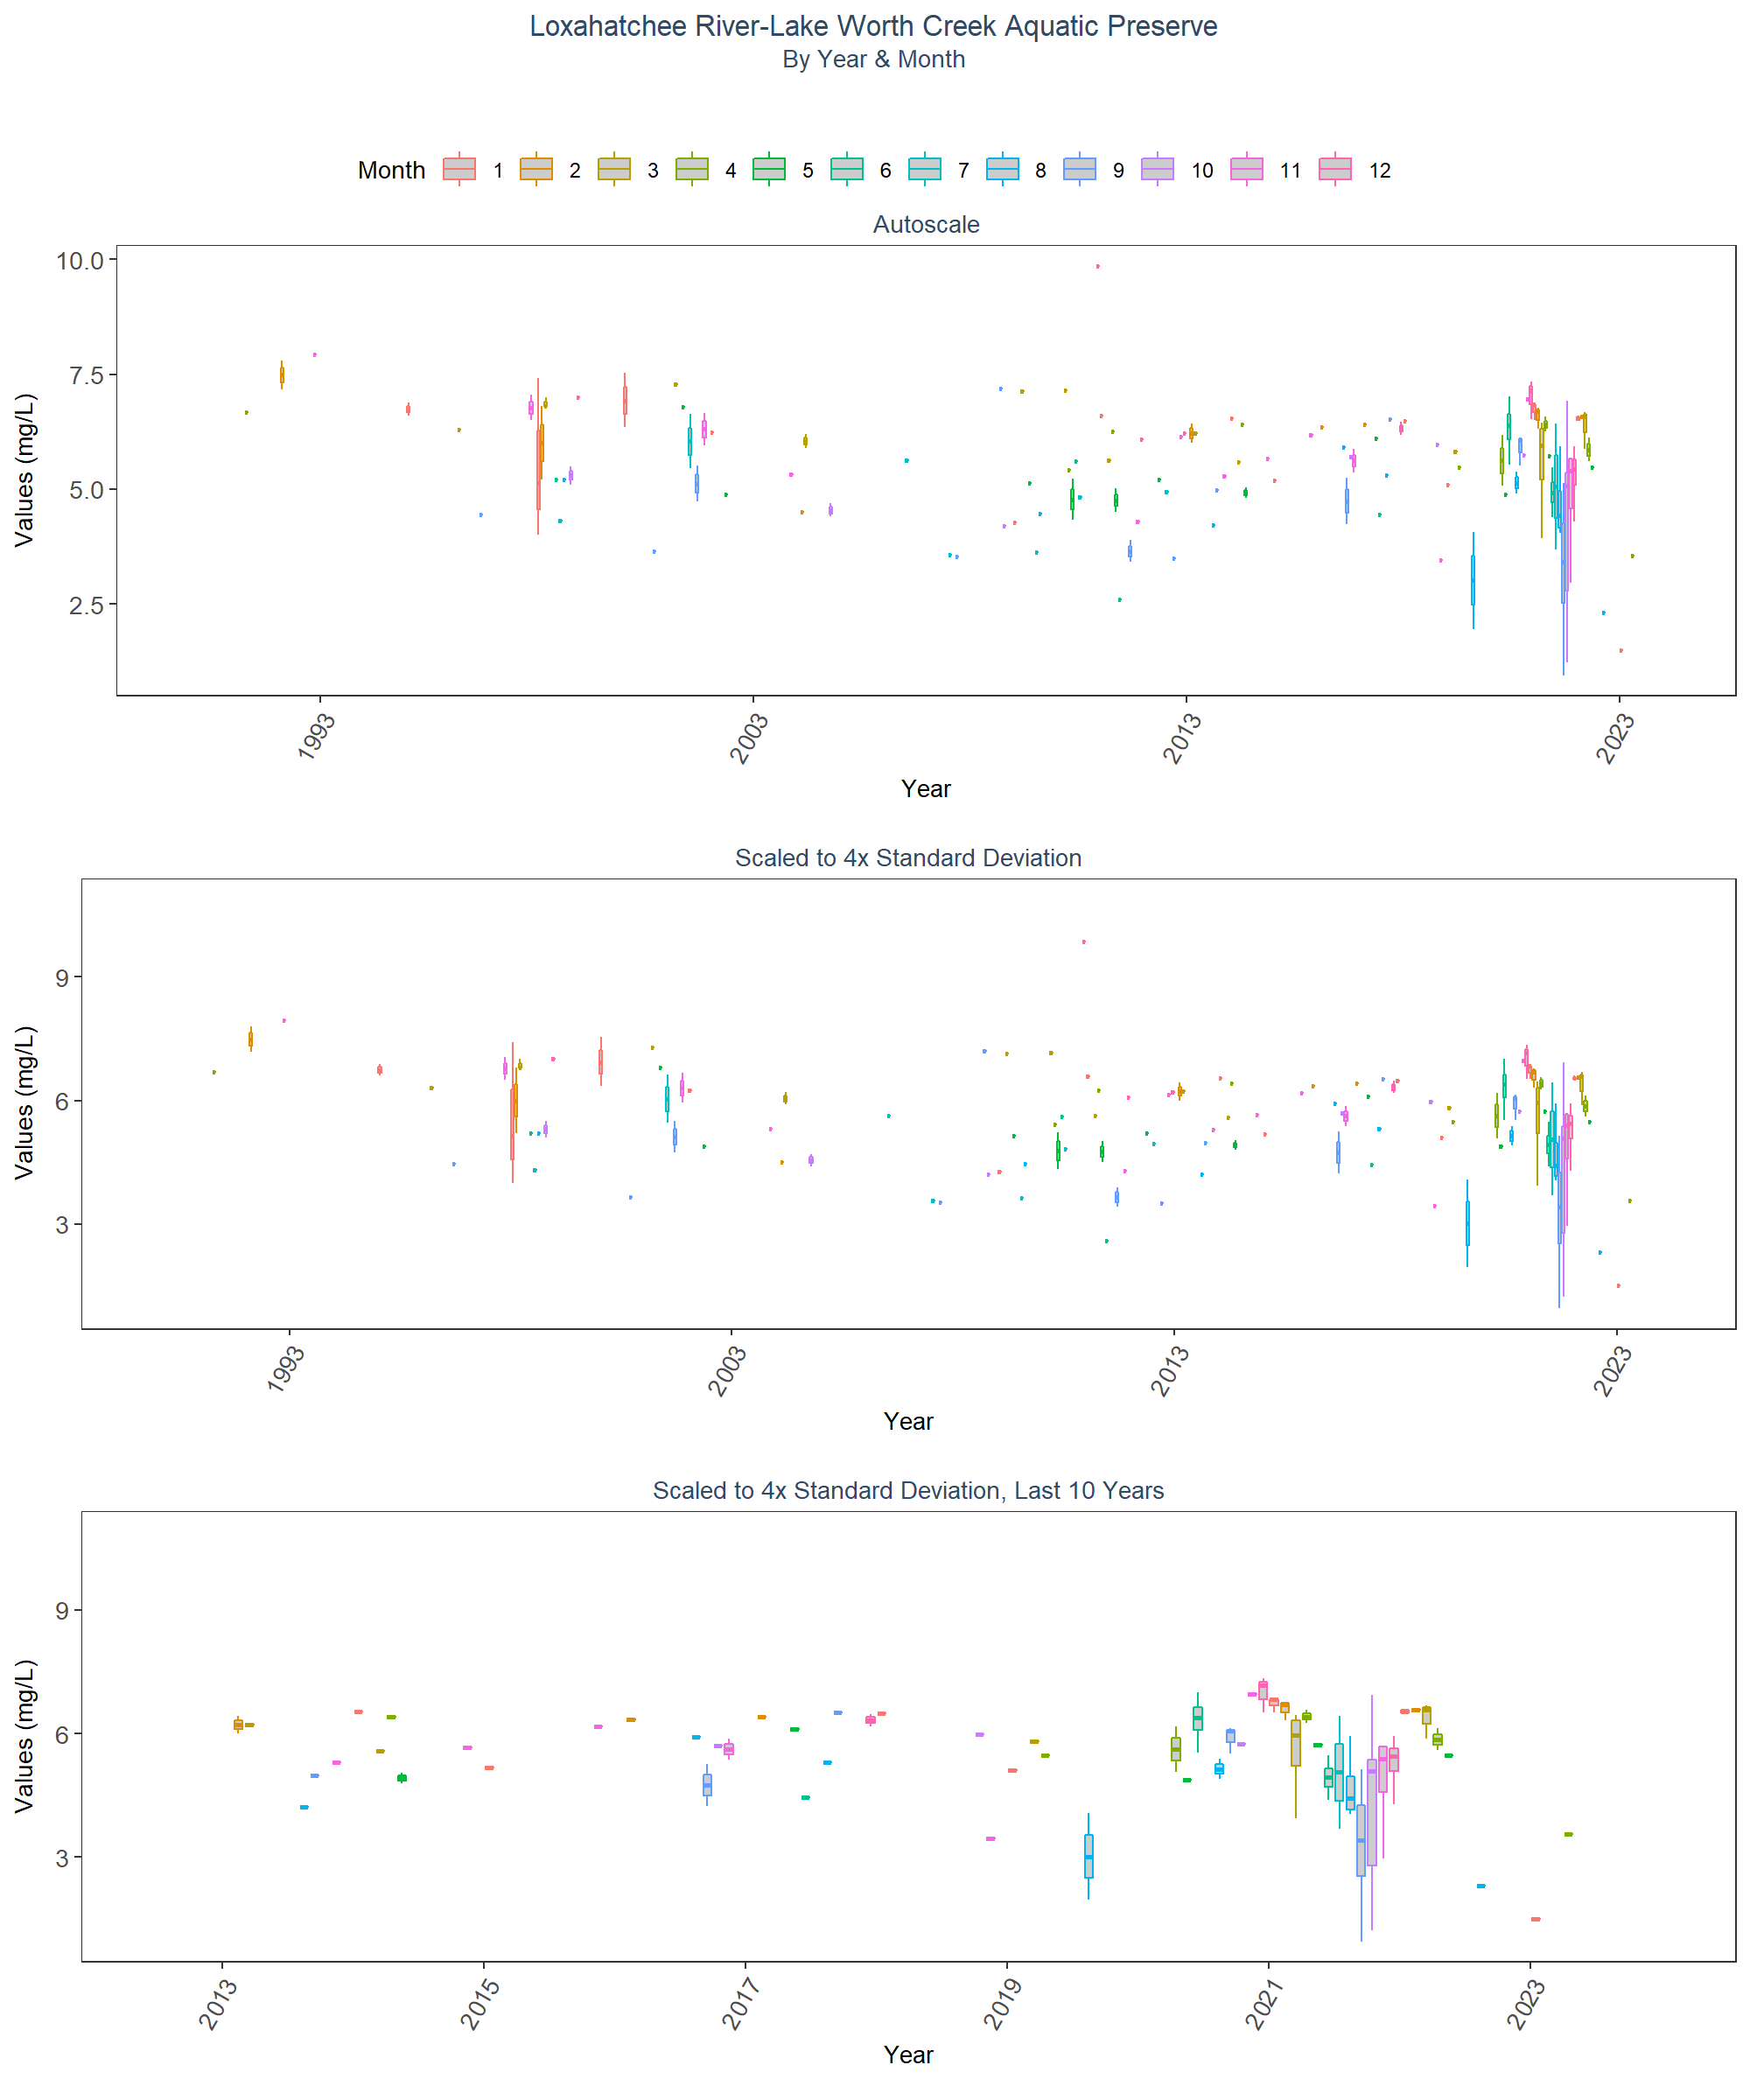 Loxahatchee River-Lake Worth Creek Aquatic Preserve
By Year & Month
Month 1 2 3 4 5 6 7 8 9 10 11 12
Autoscale
Values (mg/L)
10.0
7.5
5.0
2.5
1993 2003 2013 2023
Year
Scaled to 4x Standard Deviation
Values (mg/L)
9
6
3
1993 2003 2013 2023
Year
Scaled to 4x Standard Deviation, Last 10 Years
Values (mg/L)
9
6
3
2013 2015 2017 2019 2021 2023
Year